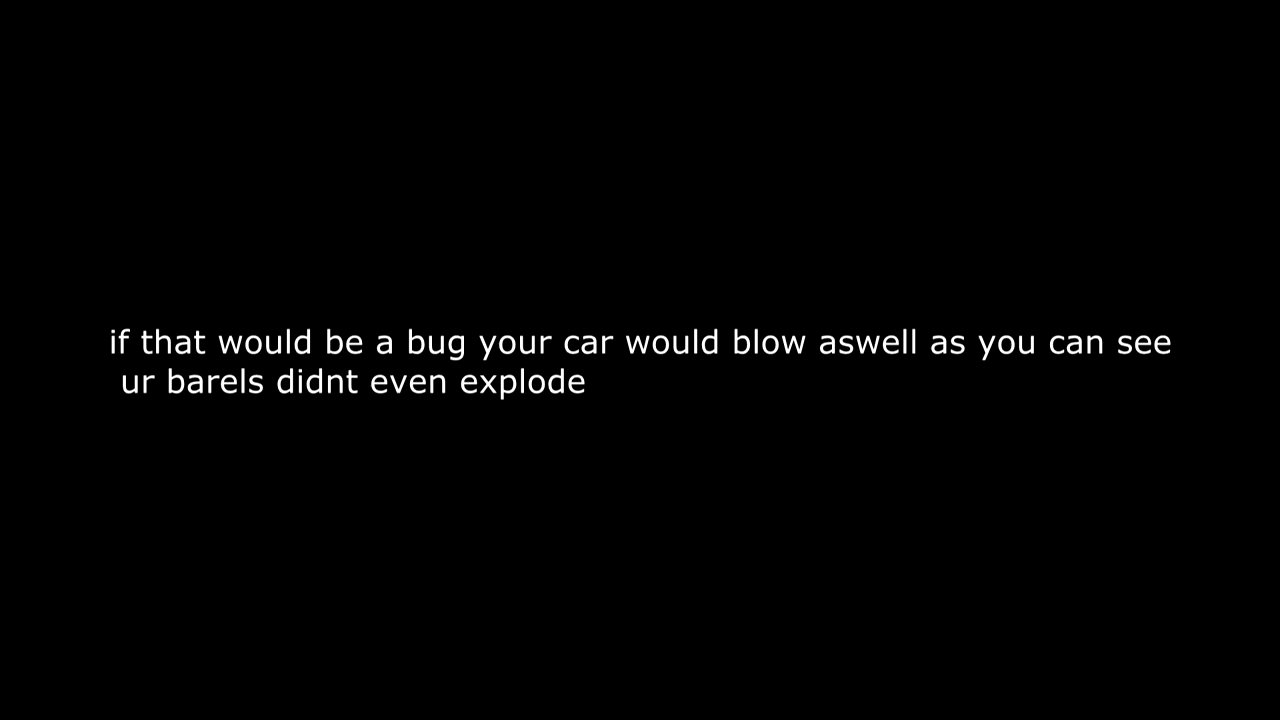 if that would be a bug your car would blow aswell as you can see
ur barels didnt even explode